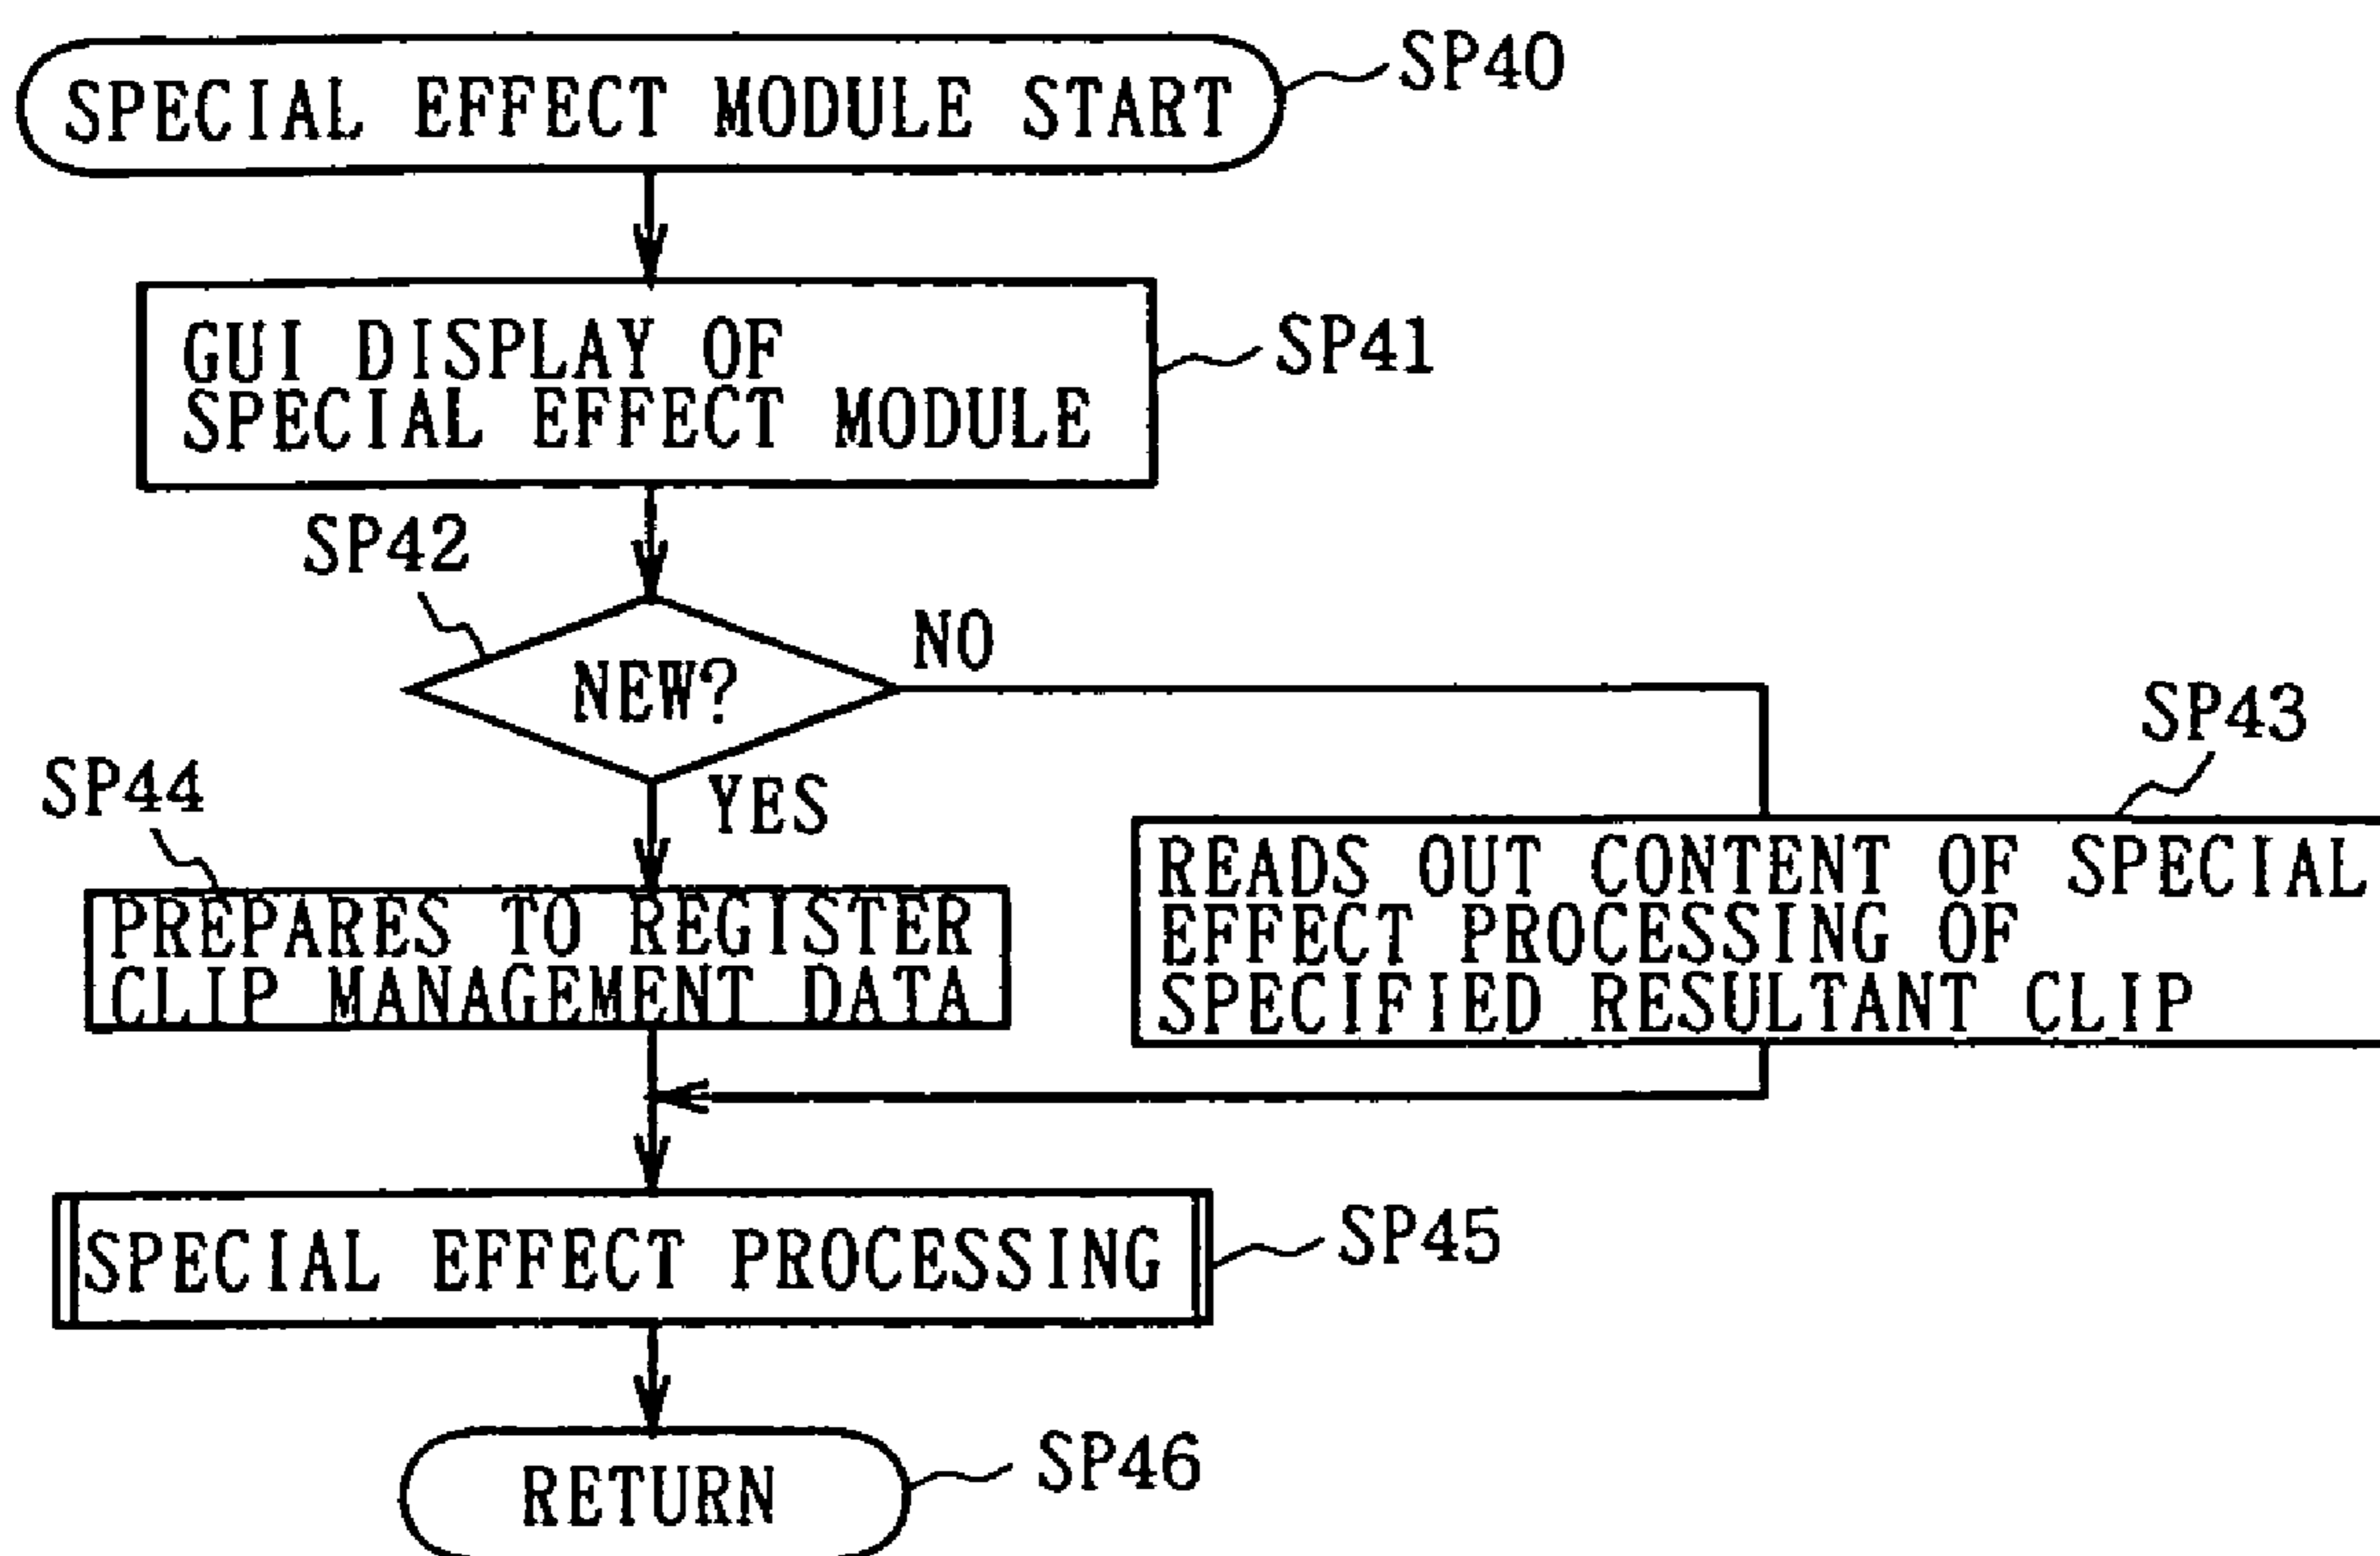 SPECIAL EFFECT MODULE START
SP40
GUI DISPLAY OF
SPECIAL EFFECT MODULE
SP41
SP42
NEW?
NO
YES
SP43
READS OUT CONTENT OF SPECIAL
EFFECT PROCESSING OF
SPECIFIED RESULTANT CLIP
SP44
PREPARES TO REGISTER
CLIP MANAGEMENT DATA
SPECIAL EFFECT PROCESSING
SP45
RETURN
SP46